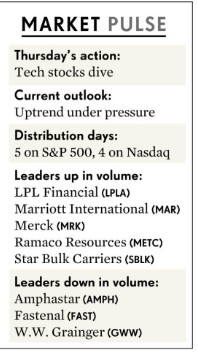 MARKET PULSE
Thursday's action:
Tech stocks dive
Current outlook:
Uptrend under pressure
Distribution days:
5 on S&P 500, 4 on Nasdaq
Leaders up in volume:
LPL Financial (LPLA)
Marriott International (MAR)
Merck (MRK)
Ramaco Resources (METC)
Star Bulk Carriers (SBLK)
Leaders down in volume:
Amphastar (AMPH)
Fastenal (FAST)
W.W. Grainger (GWW)